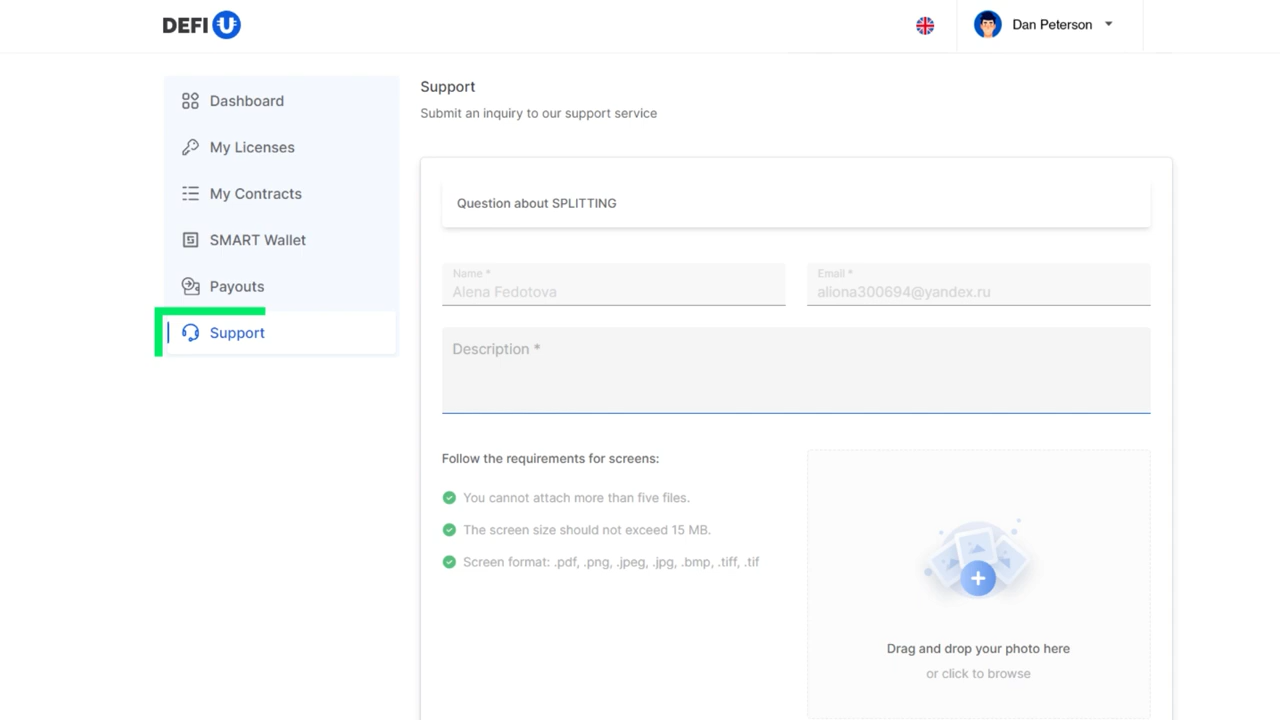 DEFI U
Dan Peterson
Dashboard
My Licenses
My Contracts
SMART Wallet
Payouts
Support
Support
Submit an inquiry to our support service
Question about SPLITTING
Name *
Alena Fedotova
Email *
aliona300694@yandex.ru
Description *
Follow the requirements for screens:
You cannot attach more than five files.
The screen size should not exceed 15 MB.
Screen format: .pdf, .png, .jpeg, .jpg, .bmp, .tiff, .tif
Drag and drop your photo here
or click to browse